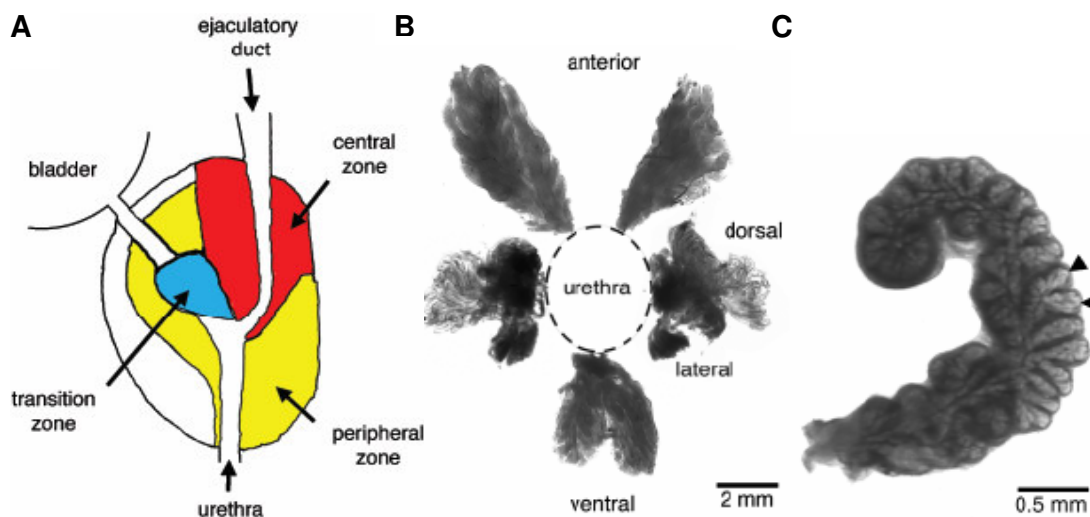 A
ejaculatory
duct
bladder
central
zone
transition
zone
peripheral
zone
urethra
B
anterior
dorsal
urethra
lateral
ventral
2 mm
C
0.5 mm